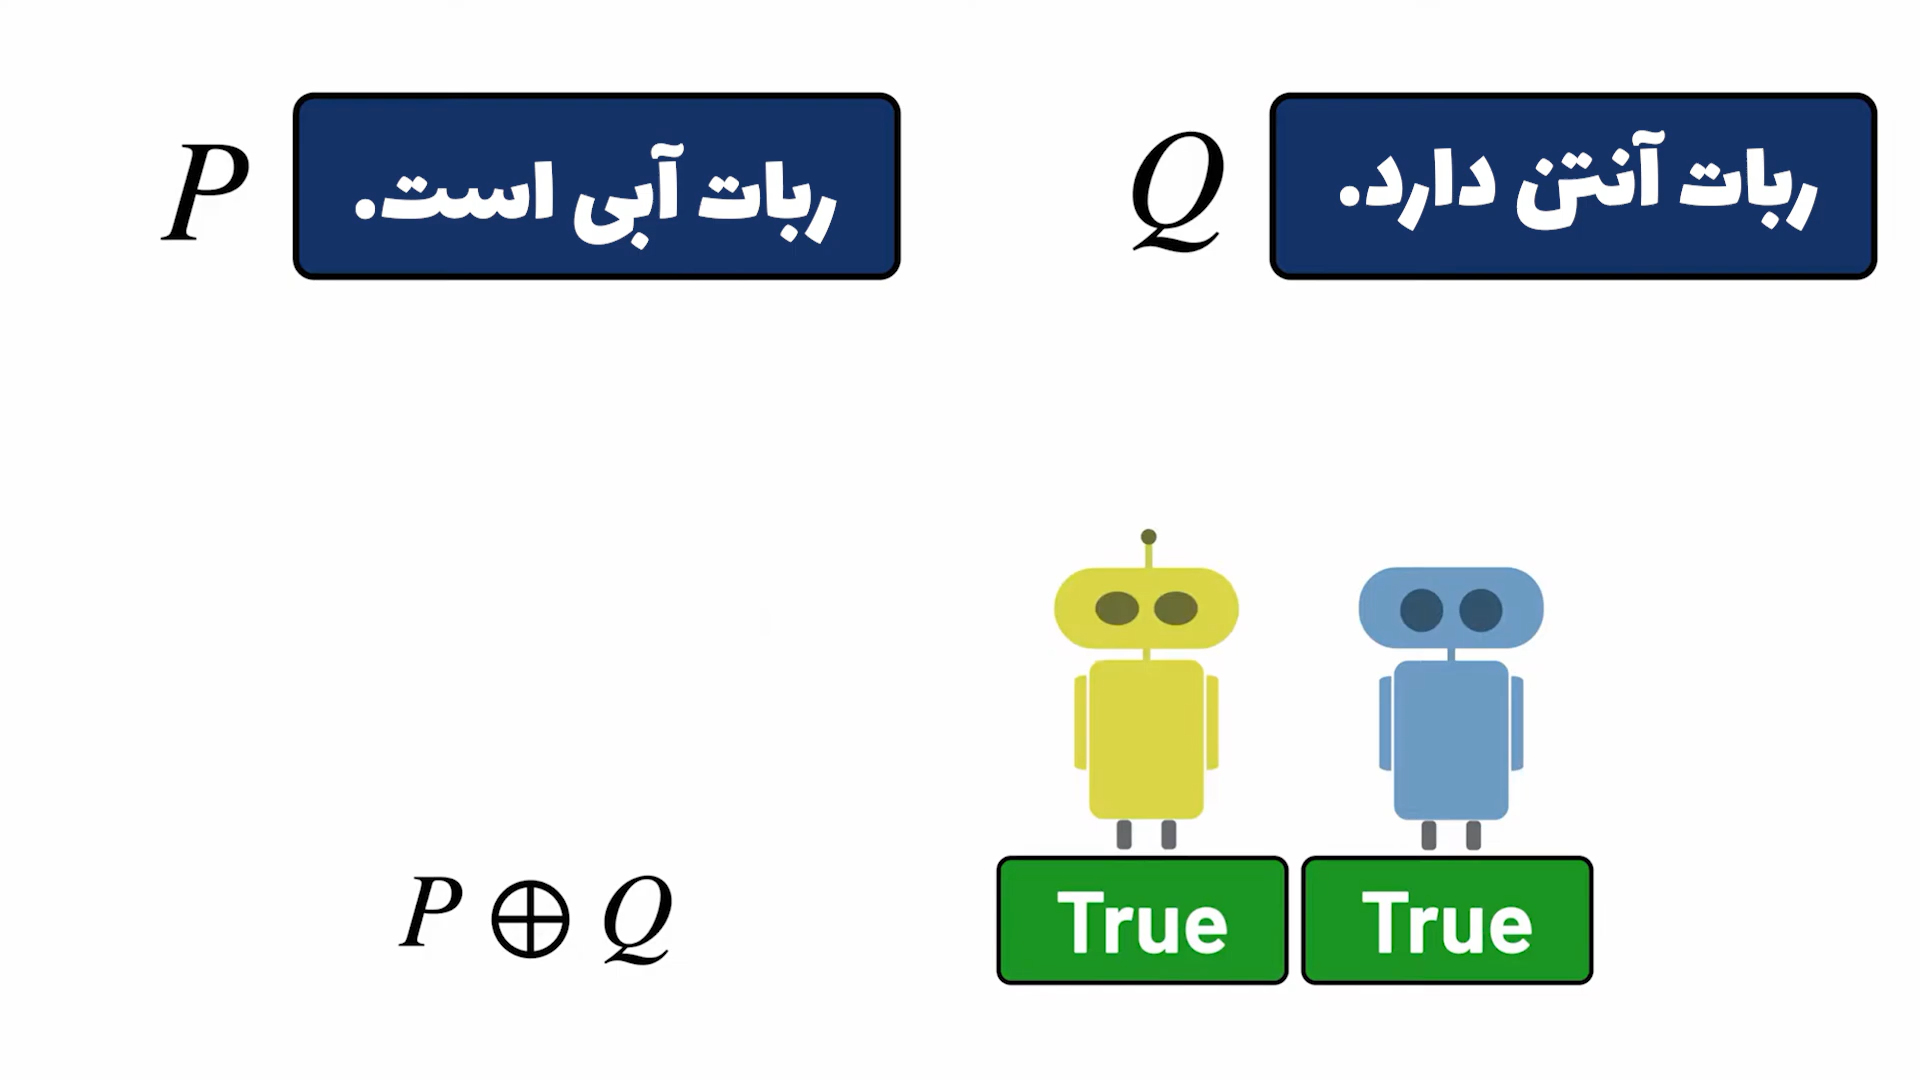 P
ربات آبی است.
Q
ربات آنتن دارد.
P ⊕ Q
True
True